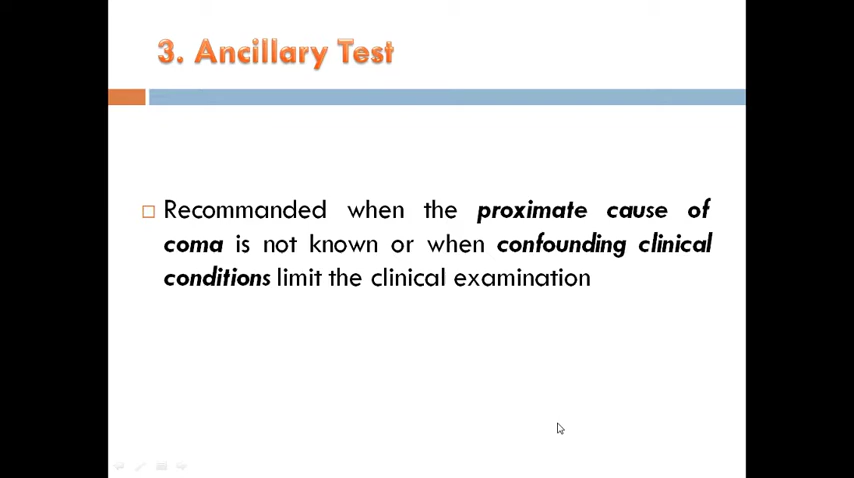 3. Ancillary Test
Recommanded when the proximate cause of
coma is not known or when confounding clinical
conditions limit the clinical examination